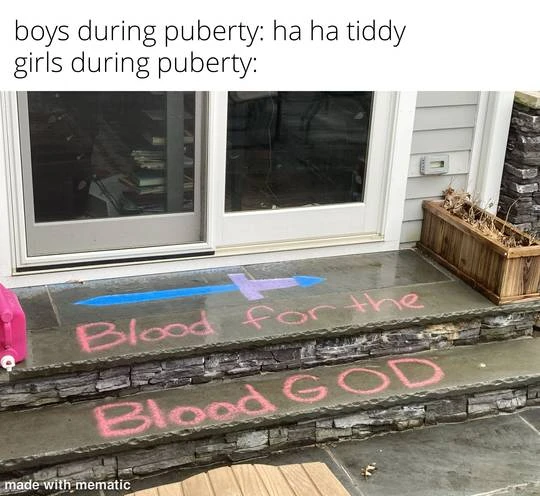 boys during puberty: ha ha tiddy
girls during puberty:
Blood for the
Blood GOD
made with mematic